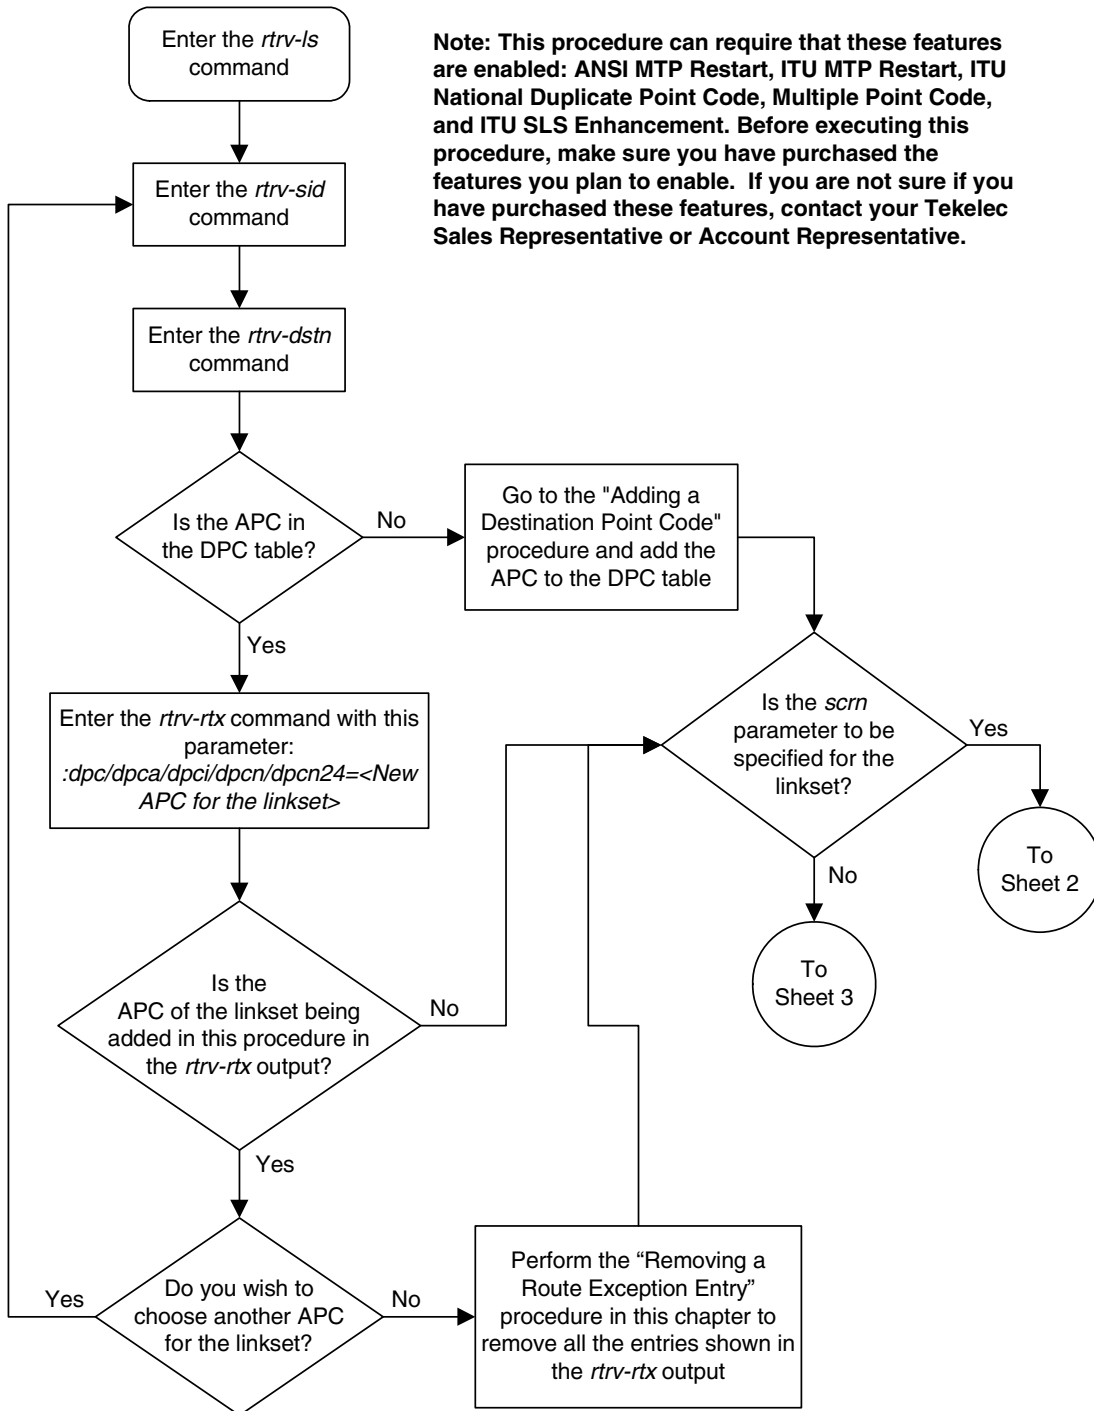 Enter the rtrv-ls
command
Note: This procedure can require that these features
are enabled: ANSI MTP Restart, ITU MTP Restart, ITU
National Duplicate Point Code, Multiple Point Code,
and ITU SLS Enhancement. Before executing this
procedure, make sure you have purchased the
features you plan to enable. If you are not sure if you
have purchased these features, contact your Tekelec
Sales Representative or Account Representative.
Enter the rtrv-sid
command
Enter the rtrv-dstn
command
Is the APC in
the DPC table?
No
Go to the "Adding a
Destination Point Code"
procedure and add the
APC to the DPC table
Yes
Enter the rtrv-rtx command with this
parameter:
:dpc/dpca/dpci/dpcn/dpcn24=<New
APC for the linkset>
Is the scrn
parameter to be
specified for the
linkset?
Yes
To
Sheet 2
No
To
Sheet 3
Is the
APC of the linkset being
added in this procedure in
the rtrv-rtx output?
No
Yes
Do you wish to
choose another APC
for the linkset?
Yes
No
Perform the “Removing a
Route Exception Entry”
procedure in this chapter to
remove all the entries shown in
the rtrv-rtx output